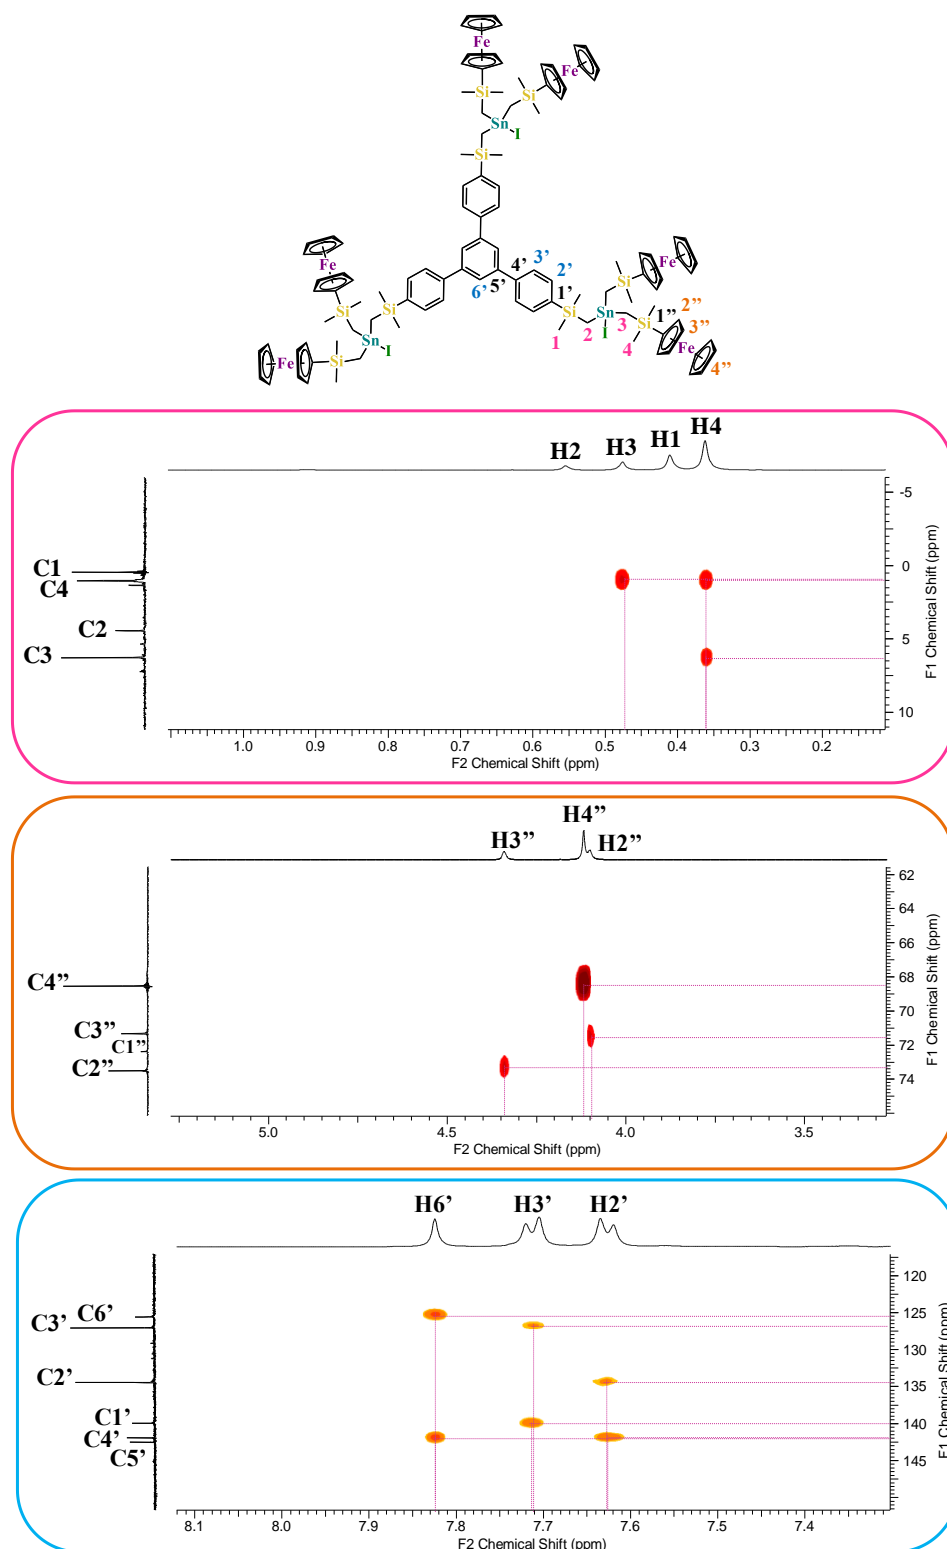 Fe
Fe
Si
Si
Sn
I
Si
Fe
Fe
3'
4'
2'
Si
Si
6'
5'
1'
2''
Si
Si
Si
Sn
1''
3
Si
3''
Sn
I
1
2
I
4
Fe
Fe
Si
4''
H2 H3 H1 H4
C1
C4
C2
C3
-5
0
5
10
F1 Chemical Shift (ppm)
1.0 0.9 0.8 0.7 0.6 0.5 0.4 0.3 0.2
F2 Chemical Shift (ppm)
H4”
H3” H2”
C4”
C3”
C1”
C2”
62
64
66
68
70
72
74
F1 Chemical Shift (ppm)
5.0 4.5 4.0 3.5
F2 Chemical Shift (ppm)
H6’ H3’ H2’
C6’
C3’
C2’
C1’
C4’
C5’
120
125
130
135
140
145
F1 Chemical Shift (ppm)
8.1 8.0 7.9 7.8 7.7 7.6 7.5 7.4
F2 Chemical Shift (ppm)